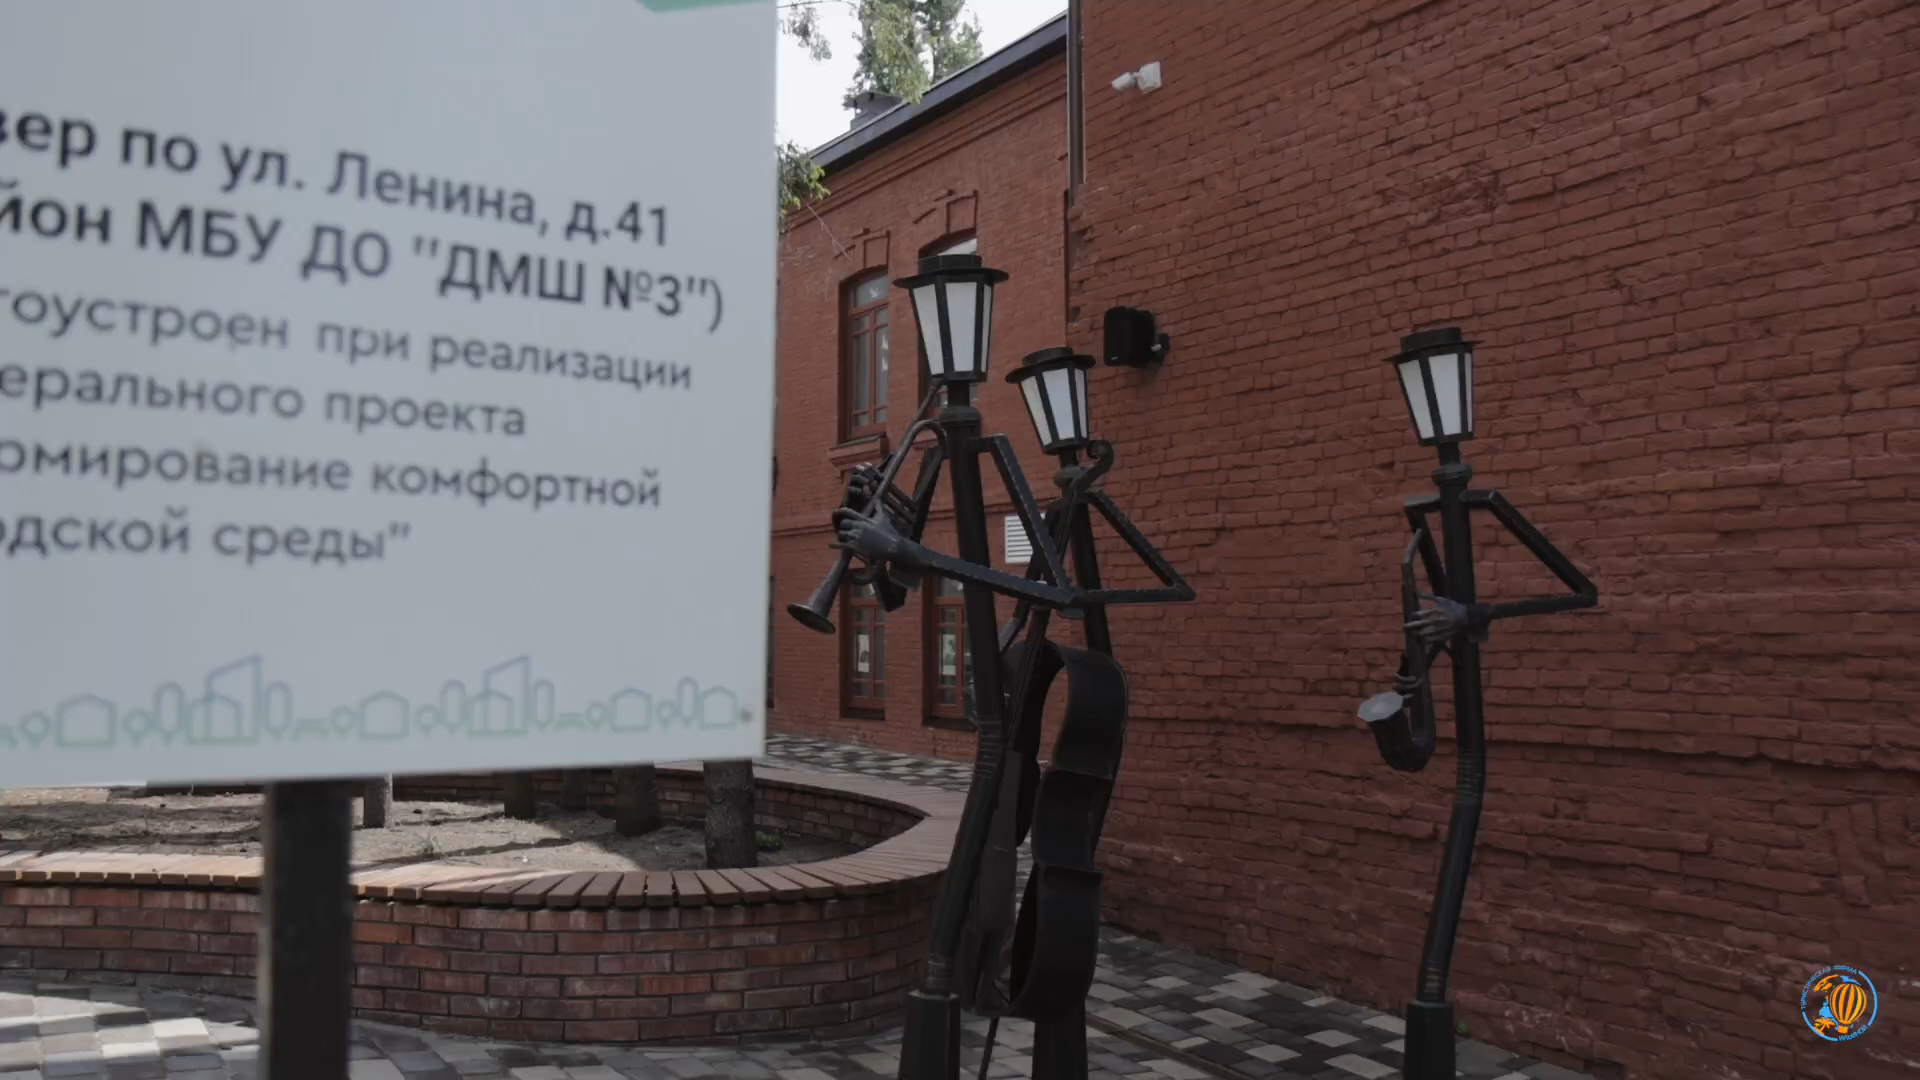 вер по ул. Ленина, д.41
йон МБУ ДО "ДМШ №3")
гоустроен при реализации
ерального проекта
омирование комфортной
одской среды"